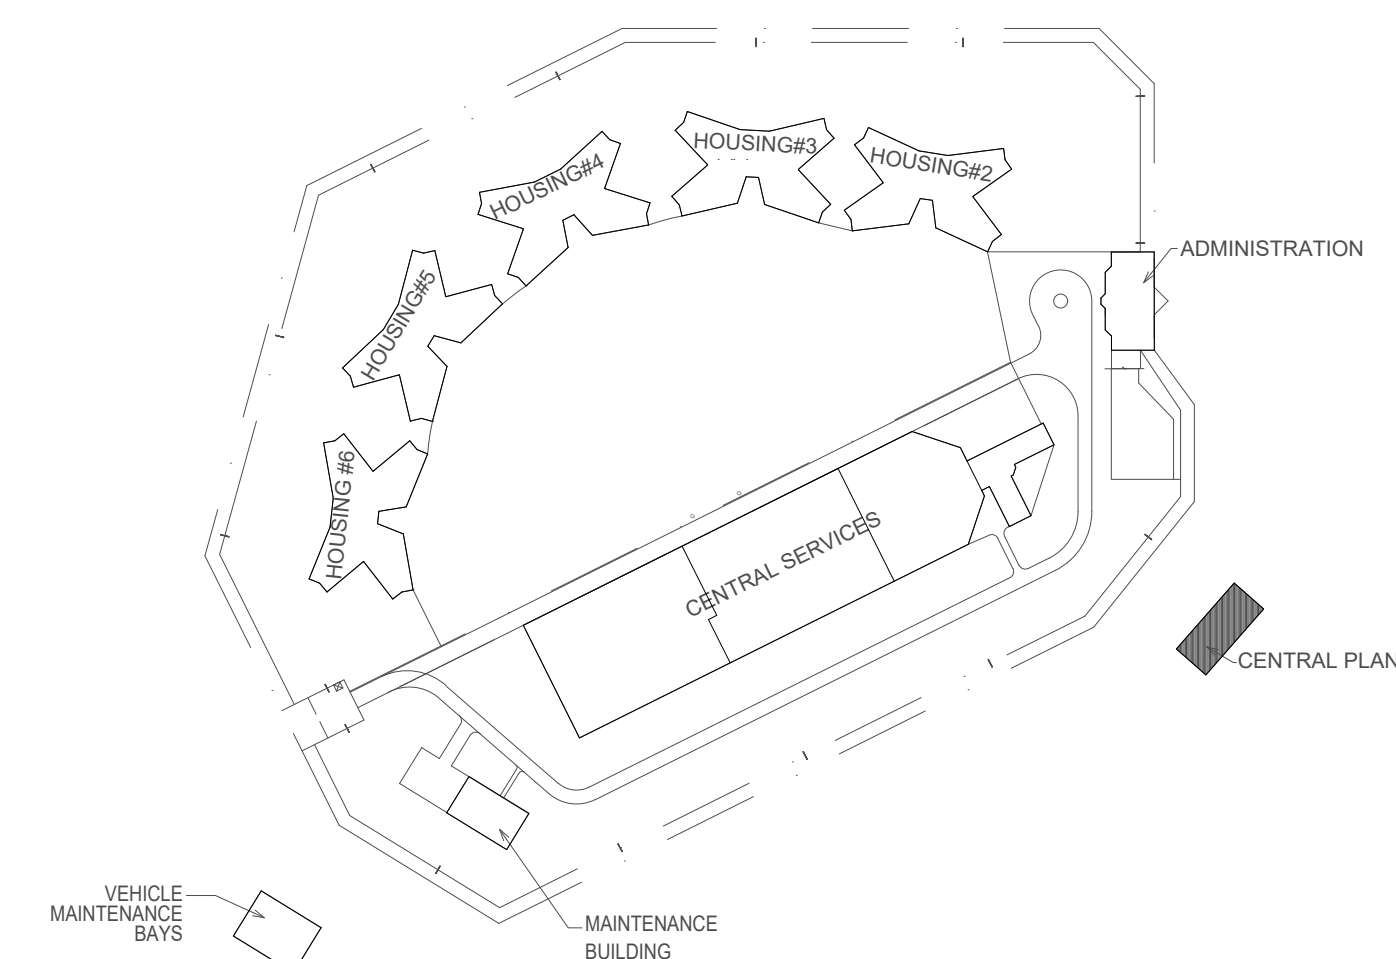 HOUSING#3
HOUSING#2
HOUSING#4
ADMINISTRATION
HOUSING#5
HOUSING #6
CENTRAL SERVICES
CENTRAL PLAN
VEHICLE
MAINTENANCE
BAYS
MAINTENANCE
BUILDING